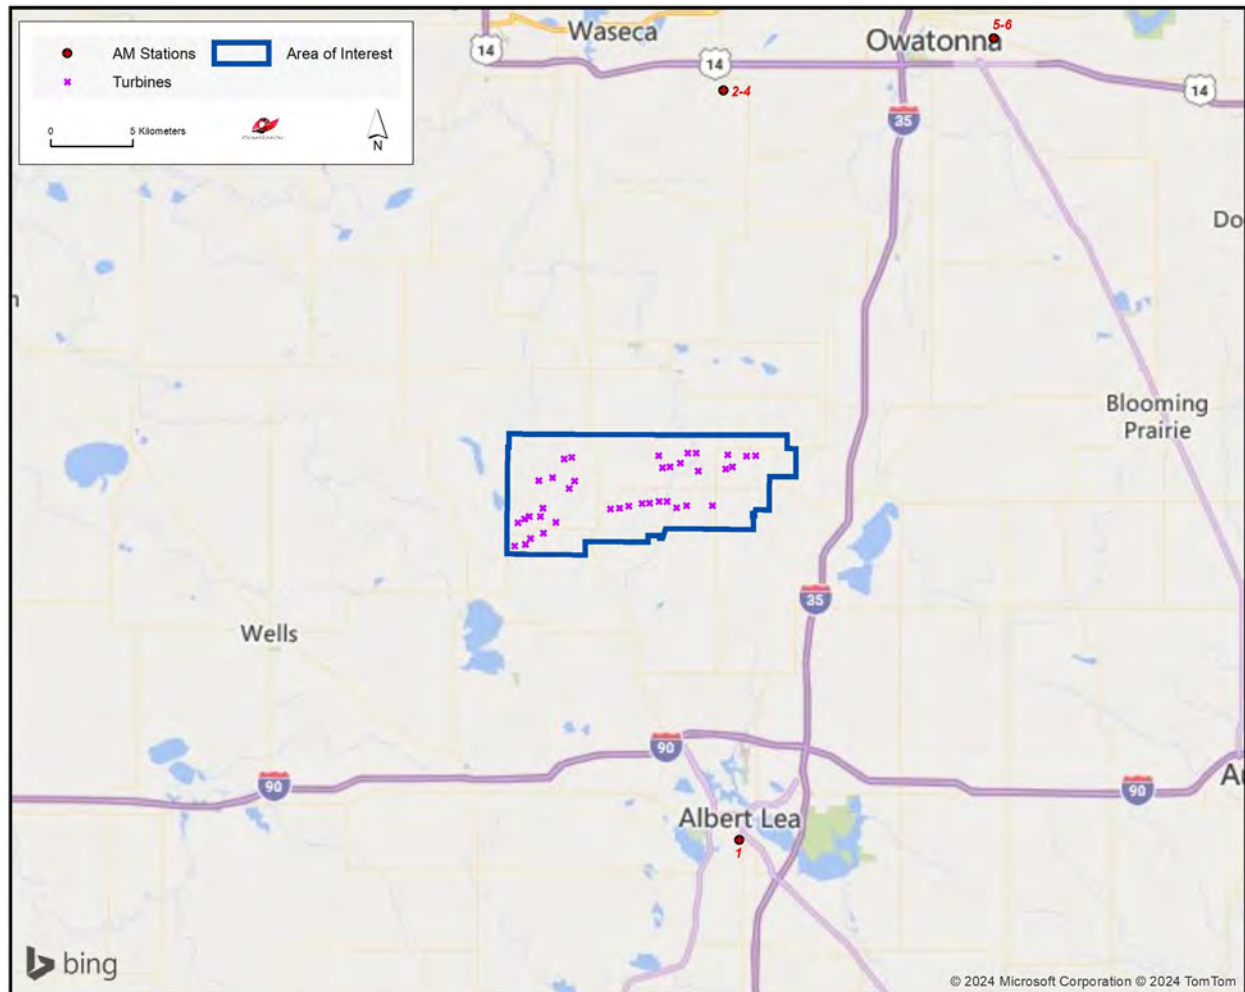 AM Stations
Area of Interest
Turbines
0
5 Kilometers
N
Waseca
Owatonna
5-6
14
14
14
2-4
35
Do
Blooming
Prairie
35
Wells
90
90
90
Albert Lea
1
bing
© 2024 Microsoft Corporation © 2024 TomTom